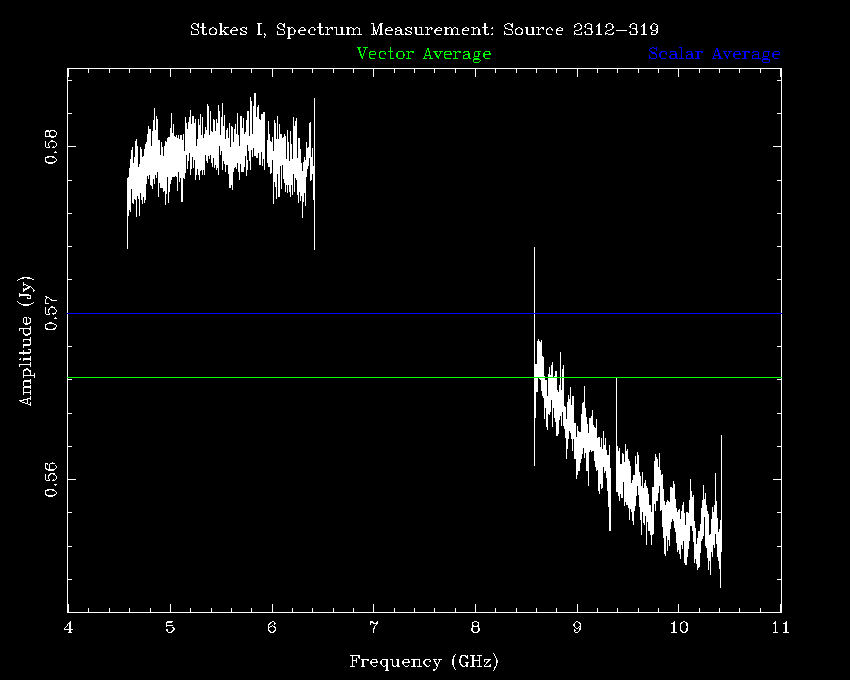 Stokes I, Spectrum Measurement: Source 2312−319
Vector Average Scalar Average
0.58
0.57
0.56
Amplitude (Jy)
4 5 6 7 8 9 10 11
Frequency (GHz)